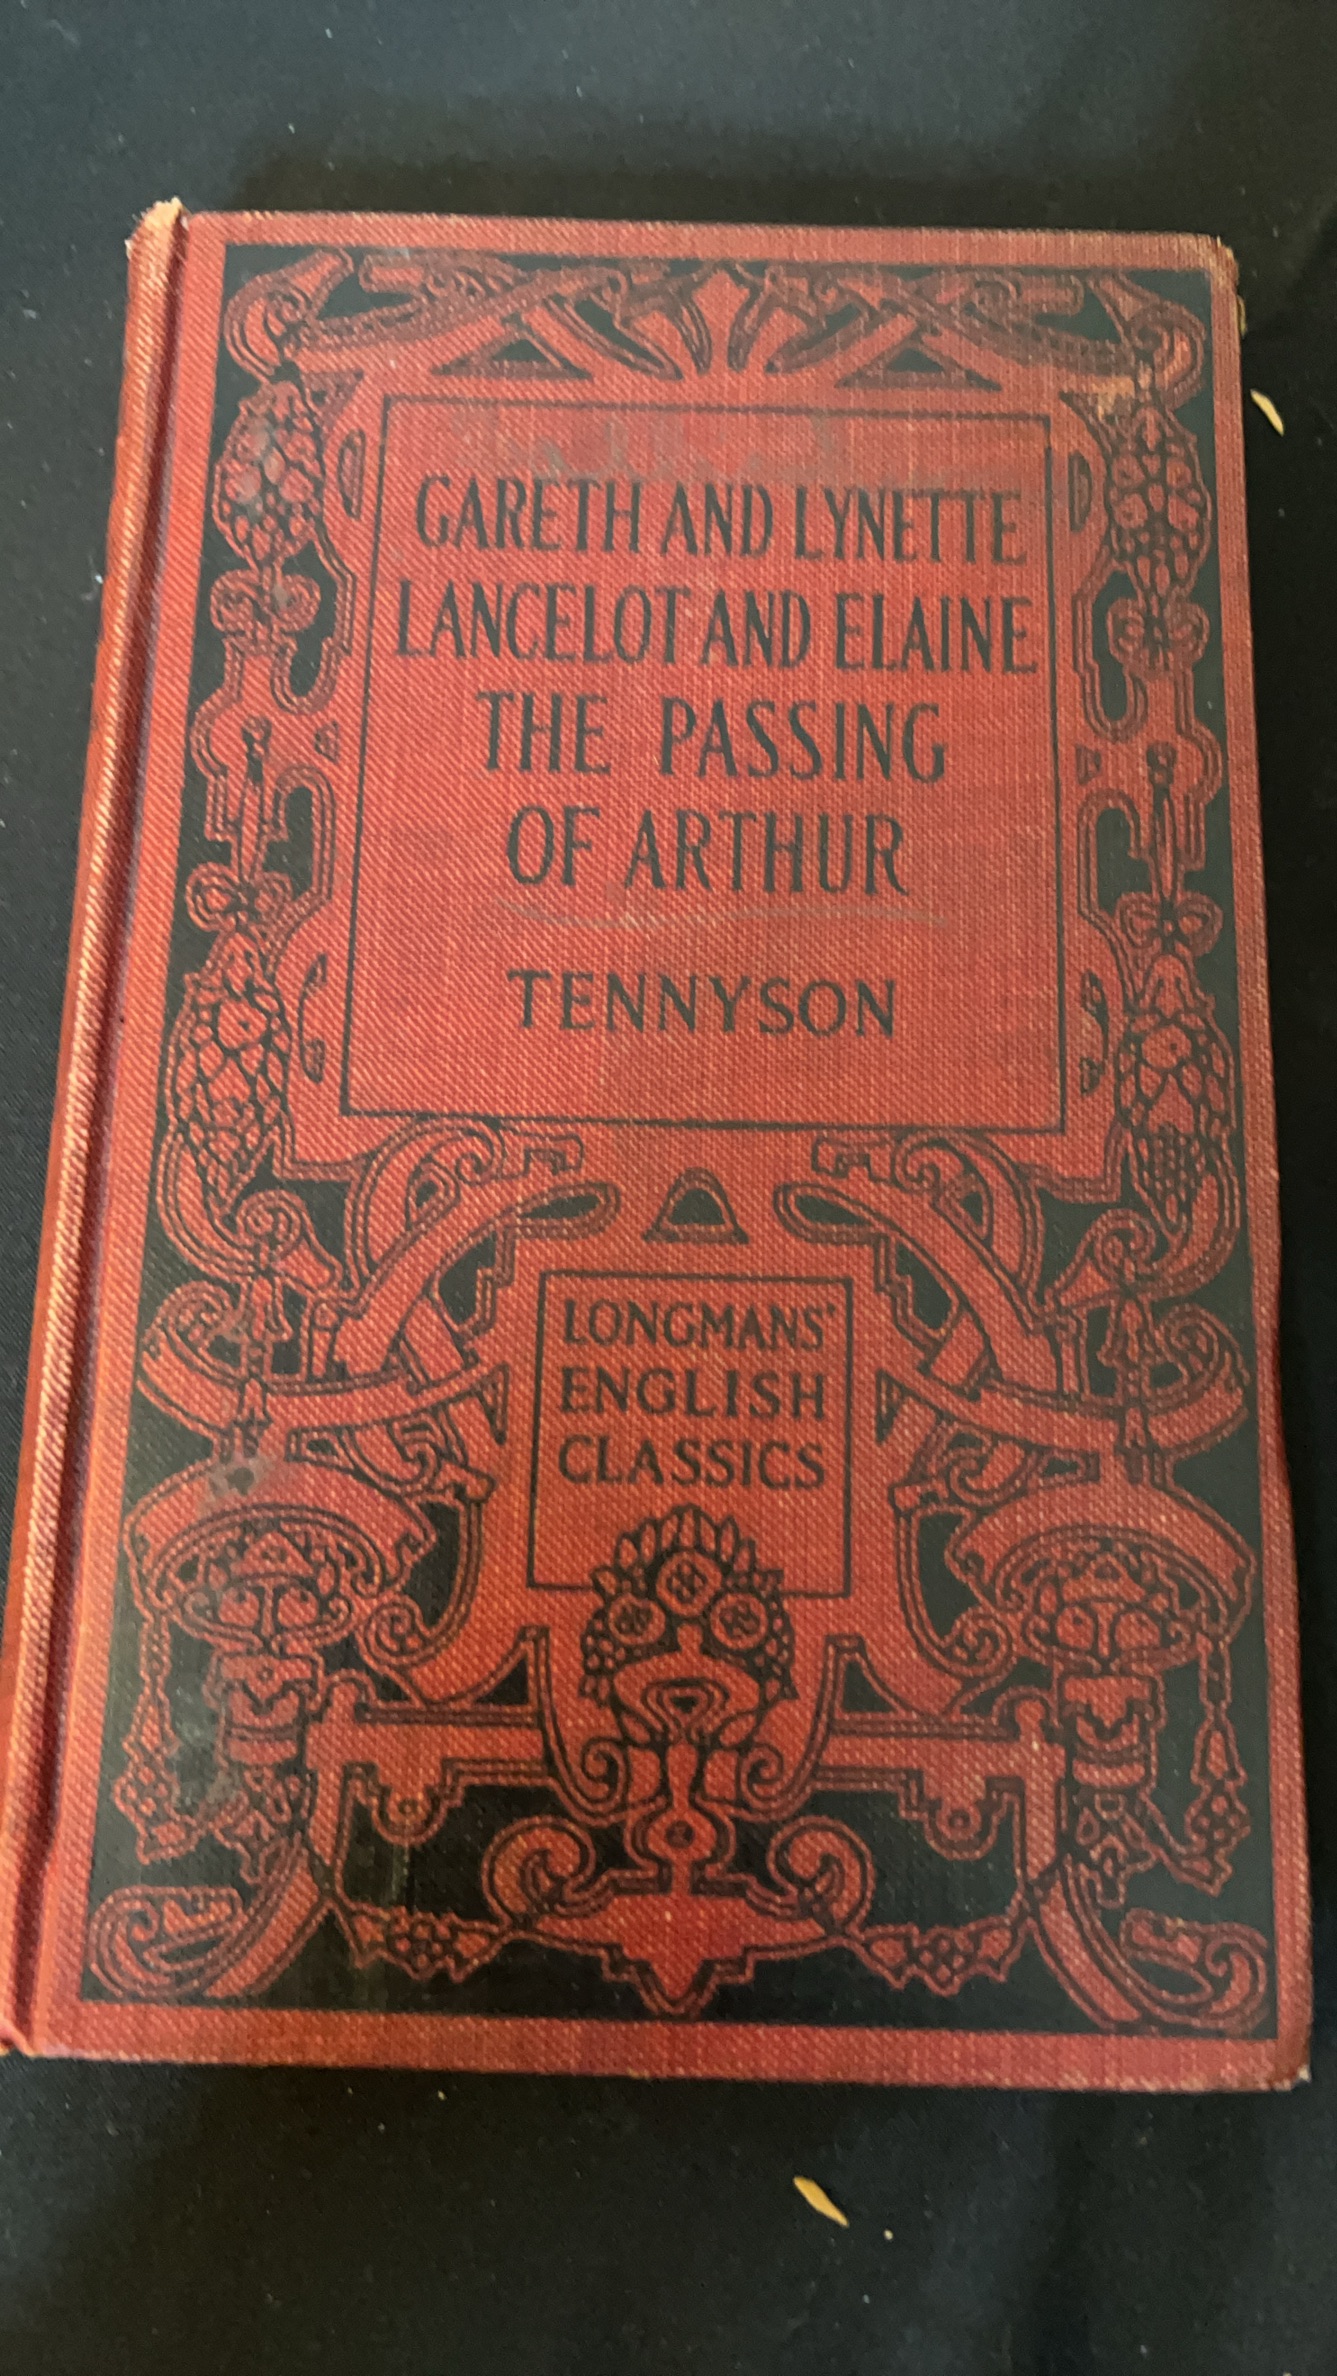 GARETH AND LYNETTE
LANCELOT AND ELAINE
THE PASSING
OF ARTHUR
TENNYSON
LONGMANS'
ENGLISH
CLASSICS